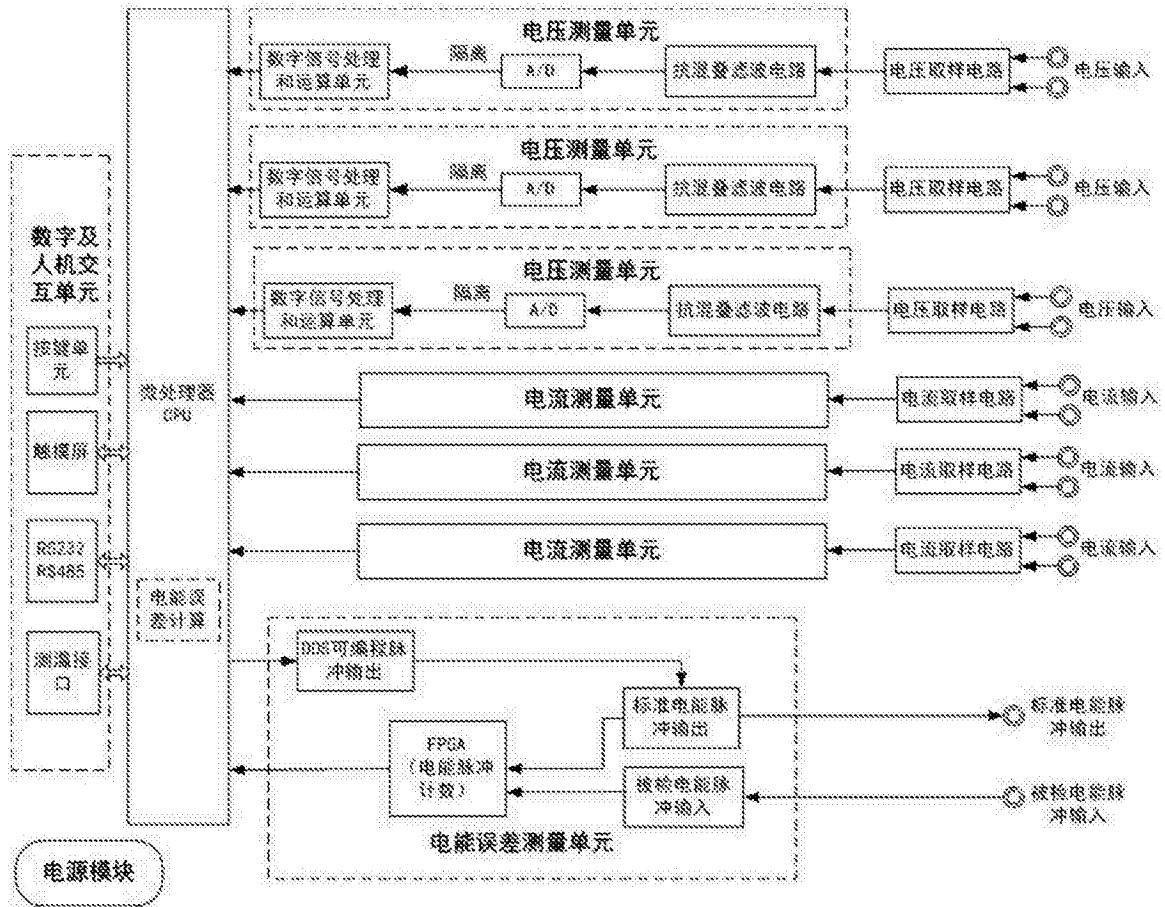 电压测量单元
数字信号处理
和运算单元
隔离
A/D
抗混叠滤波电路
电压取样电路
电压输入
电压测量单元
数字信号处理
和运算单元
隔离
A/D
抗混叠滤波电路
电压取样电路
电压输入
电压测量单元
数字信号处理
和运算单元
隔离
A/D
抗混叠滤波电路
电压取样电路
电压输入
数字及
人机交
互单元
按键单
元
触摸屏
RS232
RS485
测温接
口
微处理器
CPU
电能误
差计算
电流测量单元
电流取样电路
电流输入
电流测量单元
电流取样电路
电流输入
电流测量单元
电流取样电路
电流输入
DDS可编程脉
冲输出
标准电能脉
冲输出
标准电能脉
冲输出
FPGA
（电能脉冲
计数）
被检电能脉
冲输入
被检电能脉
冲输入
电能误差测量单元
电源模块